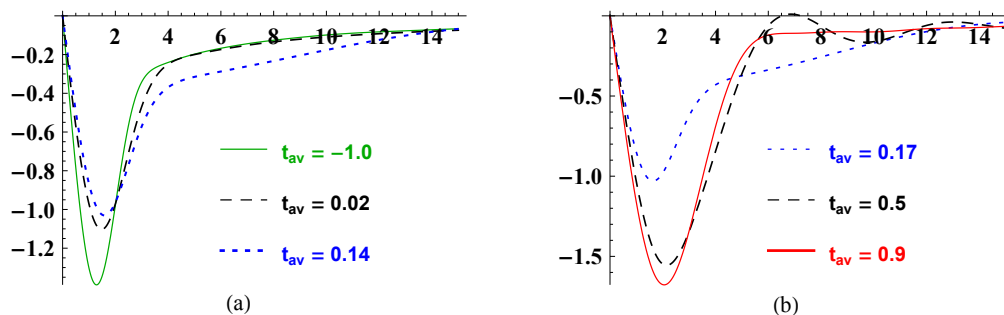 2 4 6 8 10 12 14
−0.2
−0.4
−0.6
−0.8
−1.0
−1.2
t_av = −1.0
t_av = 0.02
t_av = 0.14
(a)
2 4 6 8 10 12 14
−0.5
−1.0
−1.5
t_av = 0.17
t_av = 0.5
t_av = 0.9
(b)